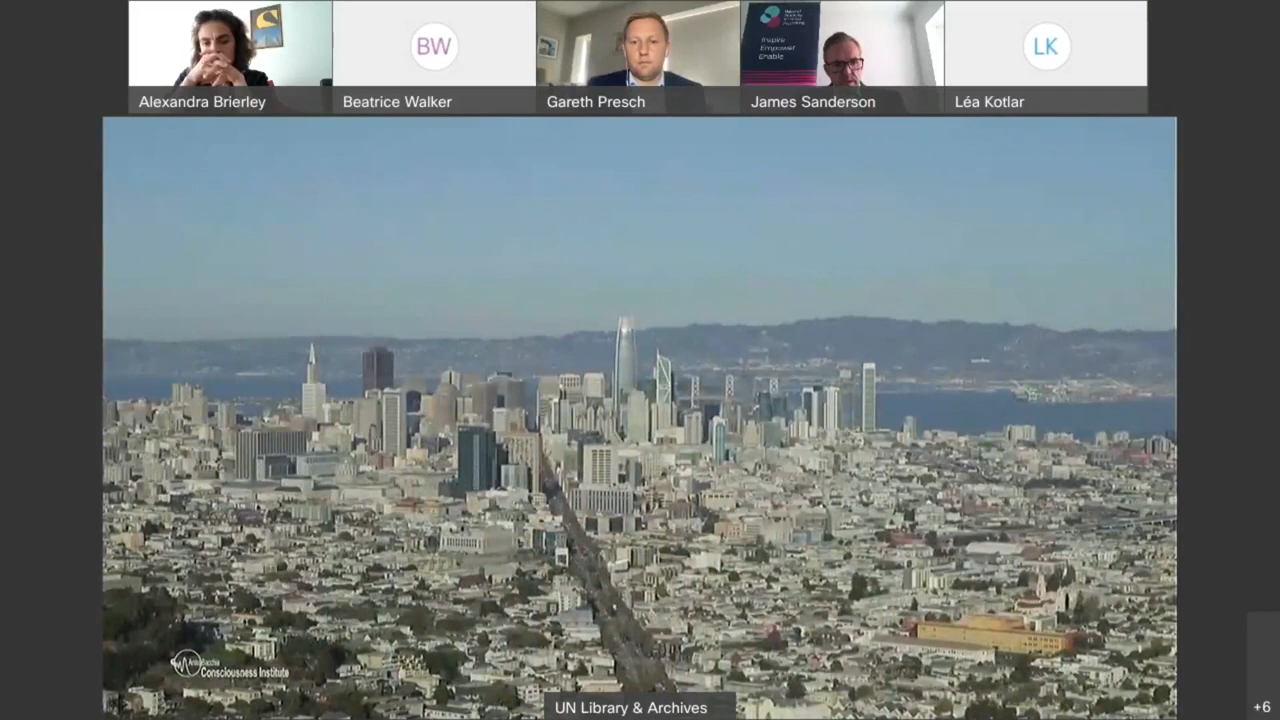 BW
LK
Inspire
Empower
Enable
Alexandra Brierley
Beatrice Walker
Gareth Presch
James Sanderson
Léa Kotlar
Consciousness Institute
UN Library & Archives
+6